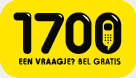 1700
EEN VRAAGJE? BEL GRATIS